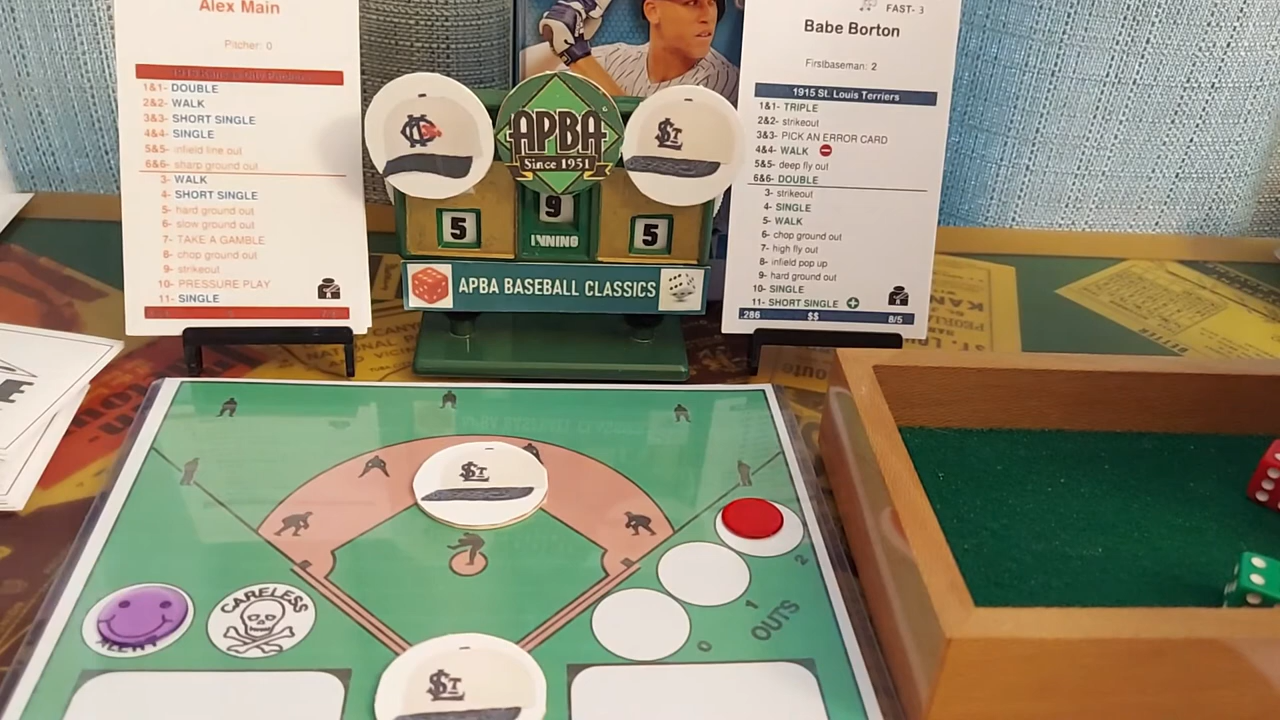 Alex Main
Pitcher: 0
1&1- DOUBLE
2&2- WALK
3&3- SHORT SINGLE
4&4- SINGLE
5&5- infield line out
6&6- sharp ground out
3- WALK
4- SHORT SINGLE
5- hard ground out
6- slow ground out
7- TAKE A GAMBLE
8- chop ground out
9- strikeout
10- PRESSURE PLAY
11- SINGLE
APBA
Since 1951
5
9
INNING
5
APBA BASEBALL CLASSICS
FAST- 3
Babe Borton
Firstbaseman: 2
1915 St. Louis Terriers
1&1- TRIPLE
2&2- strikeout
3&3- PICK AN ERROR CARD
4&4- WALK
5&5- deep fly out
6&6- DOUBLE
3- strikeout
4- SINGLE
5- WALK
6- chop ground out
7- high fly out
8- infield pop up
9- hard ground out
10- SINGLE
11- SHORT SINGLE
.286 $$ 8/5
STL
STL
STL
CARELESS
0
1
2
OUTS